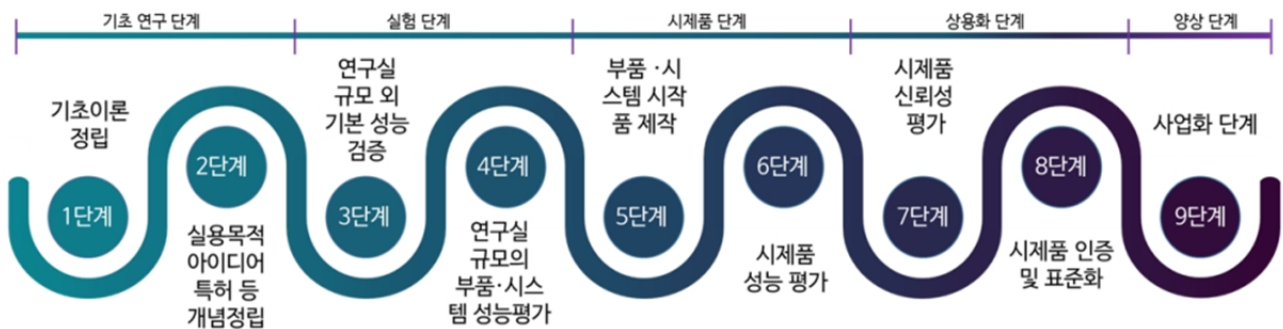 기초 연구 단계
실험 단계
시제품 단계
상용화 단계
양상 단계
기초이론
정립
1단계
2단계
실용목적
아이디어
특허 등
개념정립
연구실
규모 외
기본 성능
검증
3단계
4단계
연구실
규모의
부품·시스
템 성능평가
부품 ·시
스템 시작
품 제작
5단계
6단계
시제품
성능 평가
시제품
신뢰성
평가
7단계
8단계
시제품 인증
및 표준화
사업화 단계
9단계